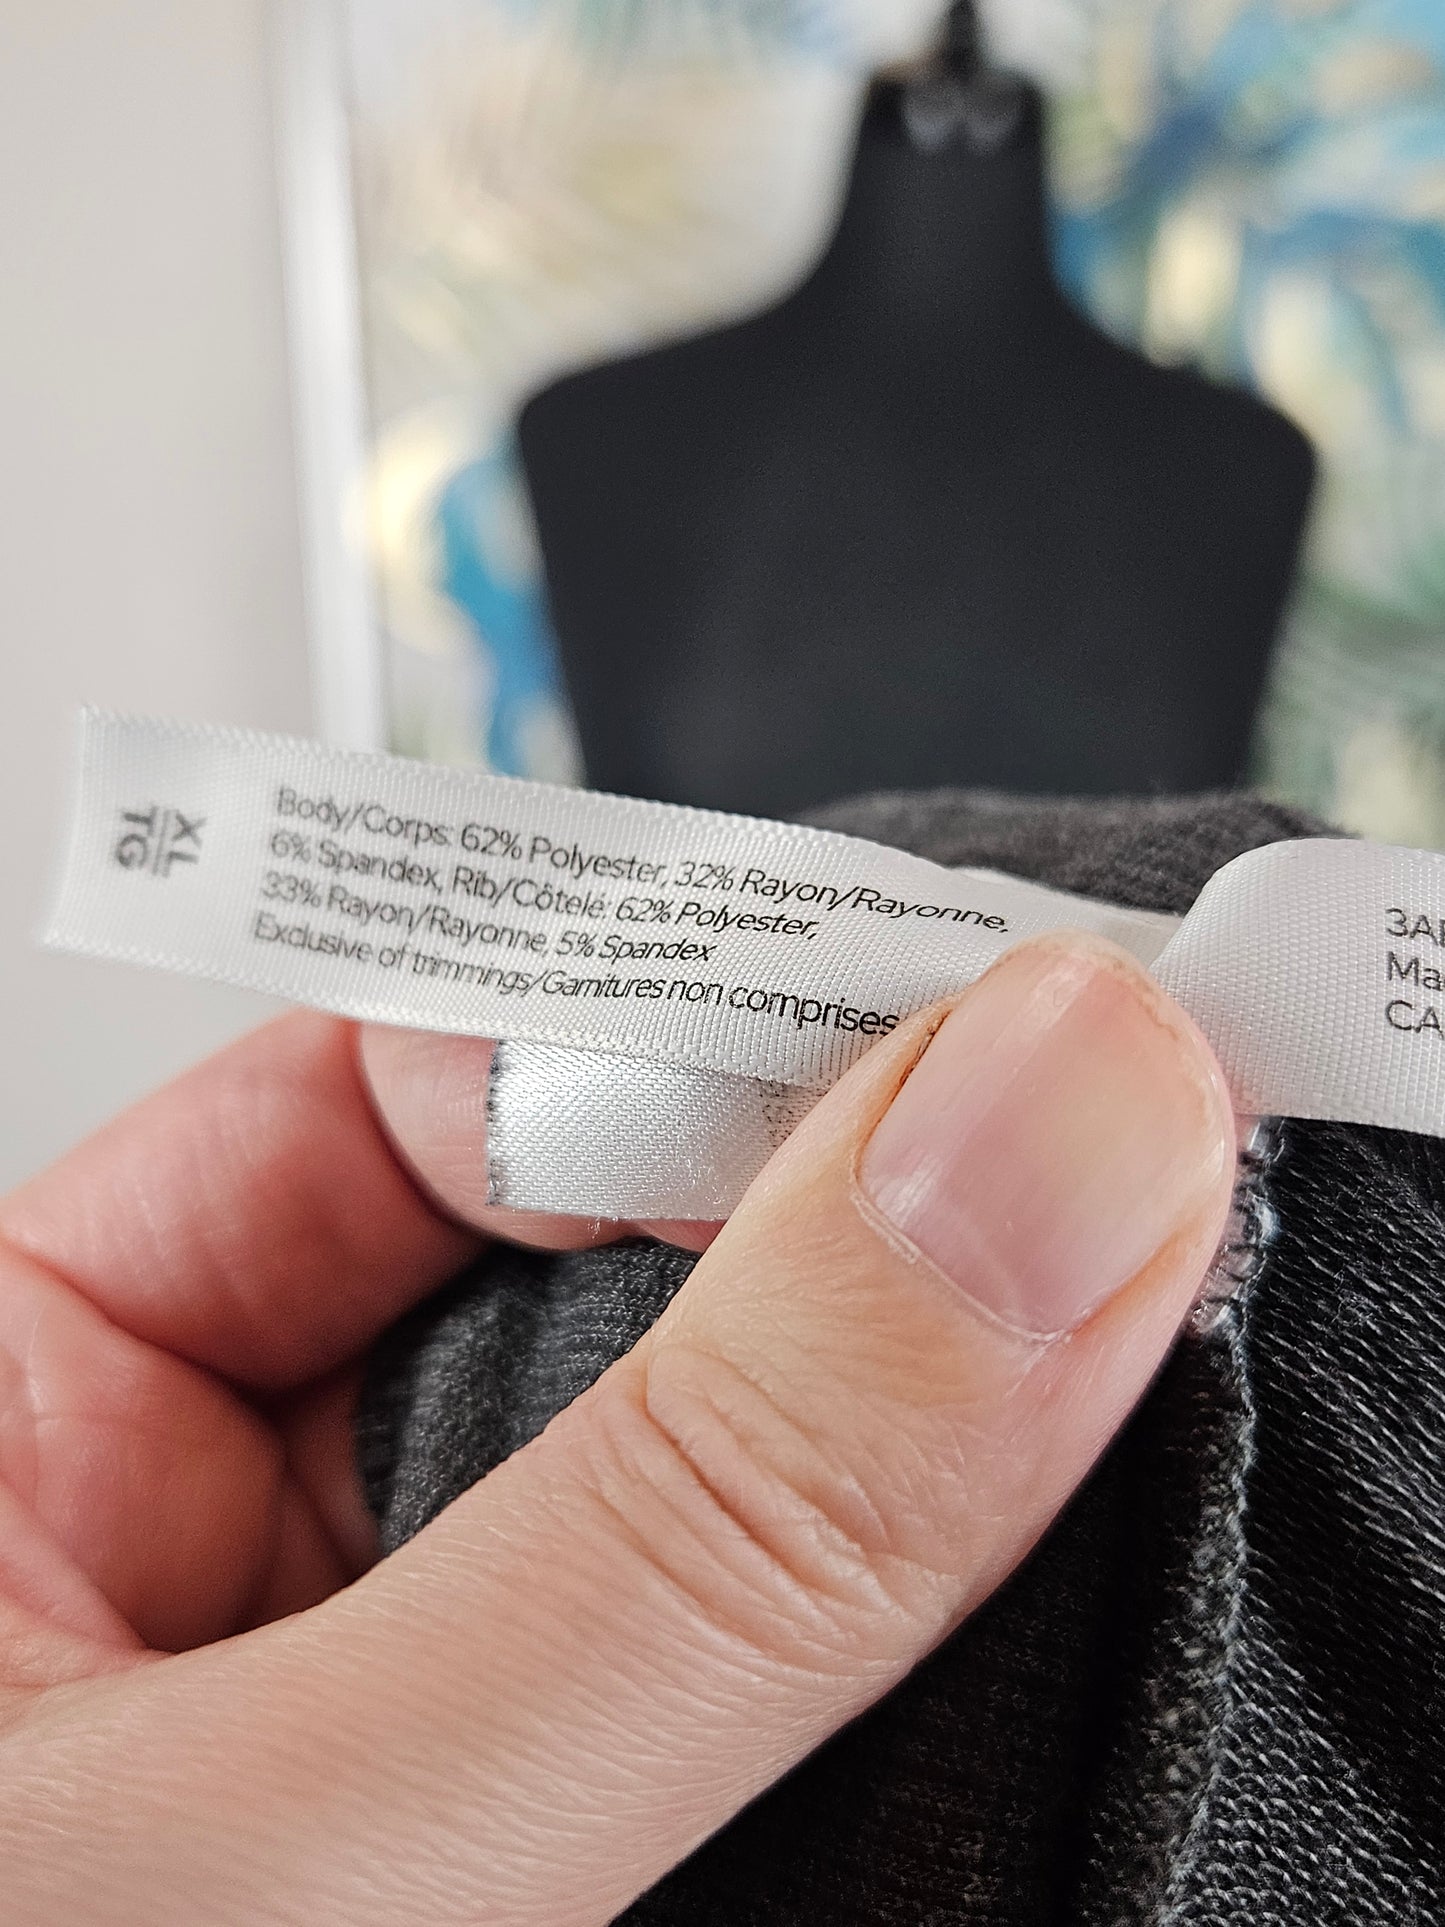 XL
TG
Body/Corps: 62% Polyester, 32% Rayon/Rayonne,
6% Spandex, Rib/Côtelé: 62% Polyester,
33% Rayon/Rayonne, 5% Spandex
Exclusive of trimmings/Garnitures non comprises
CA